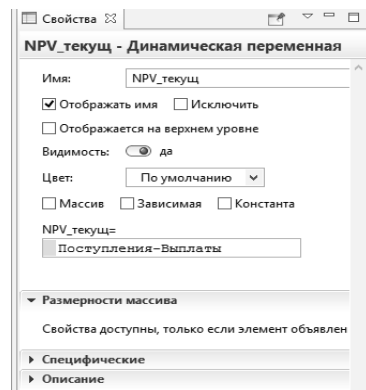 Свойства
NPV_текущ - Динамическая переменная
Имя: NPV_текущ
Отображать имя Исключить
Отображается на верхнем уровне
Видимость: да
Цвет: По умолчанию
Массив Зависимая Константа
NPV_текущ=
Поступления-Выплаты
Размерности массива
Свойства доступны, только если элемент объявлен
Специфические
Описание